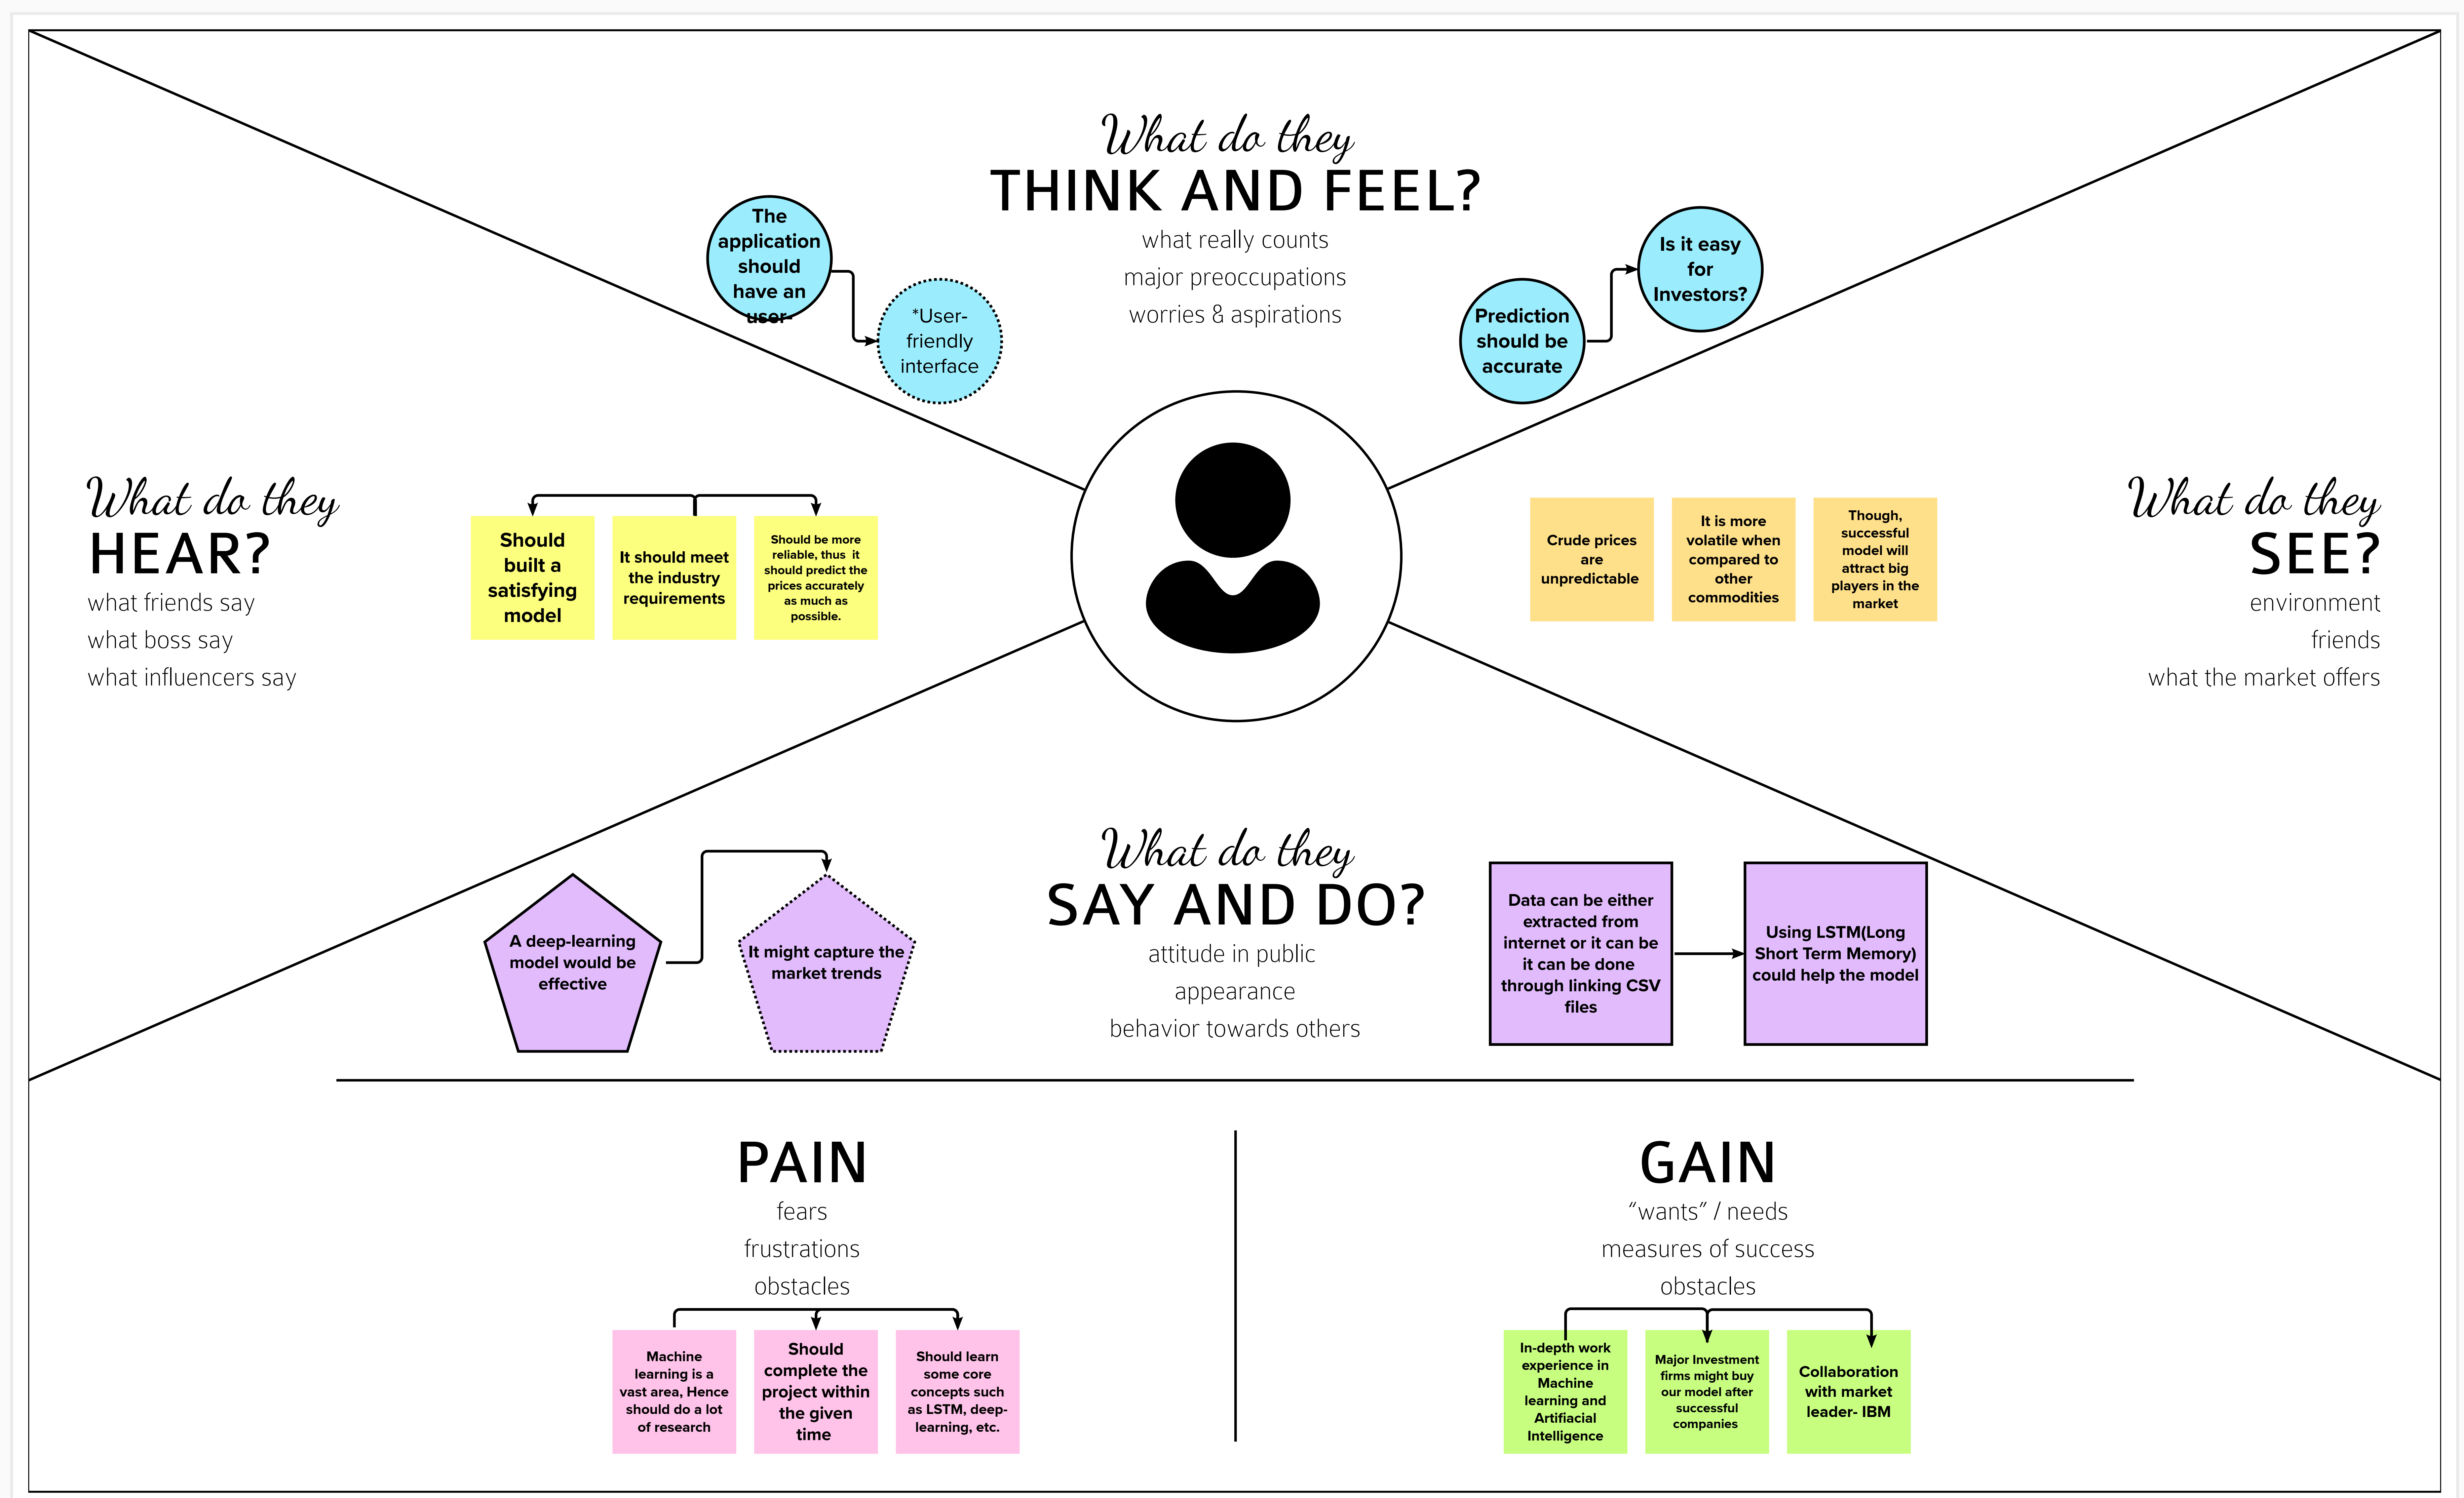 What do they
THINK AND FEEL?
what really counts
major preoccupations
worries & aspirations
The
application
should
have an
user-
*User-
friendly
interface
Prediction
should be
accurate
Is it easy
for
Investors?
What do they
HEAR?
what friends say
what boss say
what influencers say
Should
built a
satisfying
model
It should meet
the industry
requirements
Should be more
reliable, thus it
should predict the
prices accurately
as much as
possible.
Crude prices
are
unpredictable
It is more
volatile when
compared to
other
commodities
Though,
successful
model will
attract big
players in the
market
What do they
SEE?
environment
friends
what the market offers
What do they
SAY AND DO?
attitude in public
appearance
behavior towards others
A deep-learning
model would be
effective
It might capture the
market trends
Data can be either
extracted from
internet or it can be
it can be done
through linking CSV
files
Using LSTM(Long
Short Term Memory)
could help the model
PAIN
fears
frustrations
obstacles
Machine
learning is a
vast area, Hence
should do a lot
of research
Should
complete the
project within
the given
time
Should learn
some core
concepts such
as LSTM, deep-
learning, etc.
GAIN
“wants” / needs
measures of success
obstacles
In-depth work
experience in
Machine
learning and
Artifiacial
Intelligence
Major Investment
firms might buy
our model after
successful
companies
Collaboration
with market
leader- IBM